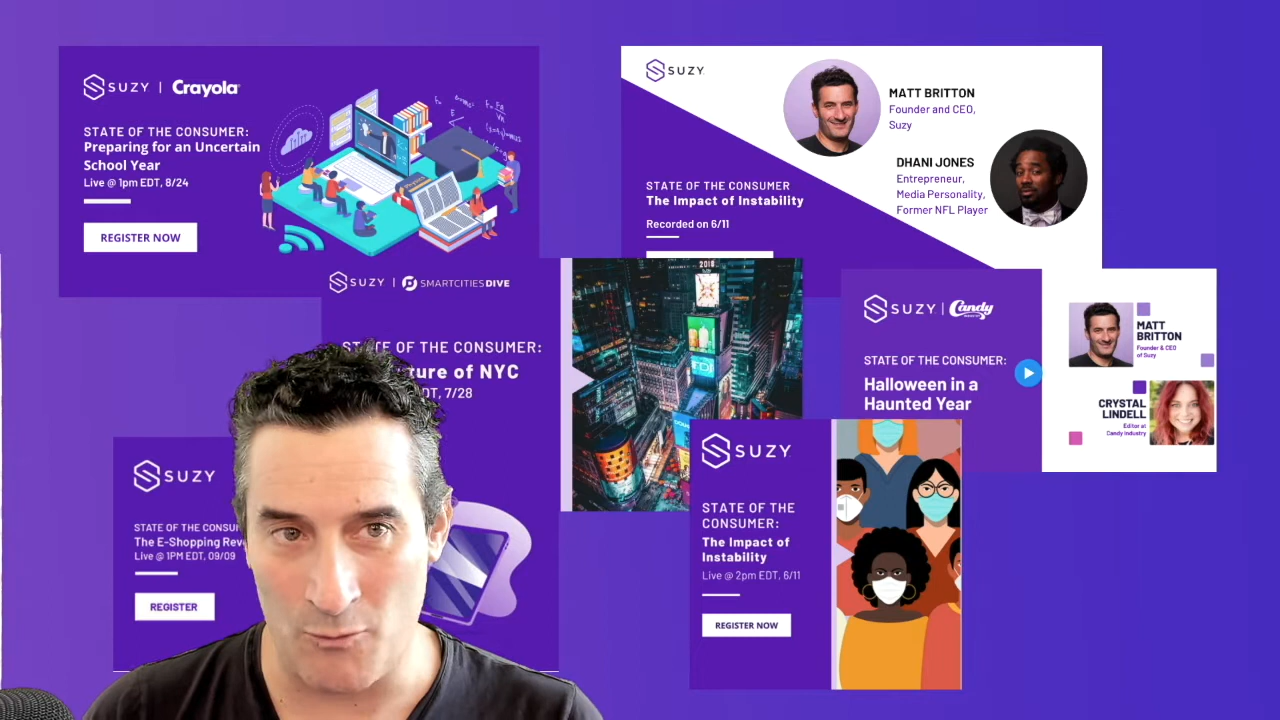 SUZY | Crayola
STATE OF THE CONSUMER:
Preparing for an Uncertain
School Year
Live @ 1pm EDT, 8/24
REGISTER NOW
SUZY
MATT BRITTON
Founder and CEO,
Suzy
DHANI JONES
Entrepreneur,
Media Personality,
Former NFL Player
STATE OF THE CONSUMER
The Impact of Instability
Recorded on 6/11
SUZY | SMARTCITIESDIVE
STATE OF THE CONSUMER:
ture of NYC
DT, 7/28
2019
SUZY | Candy
INDUSTRY
STATE OF THE CONSUMER:
Halloween in a
Haunted Year
MATT
BRITTON
Founder & CEO
of Suzy
CRYSTAL
LINDELL
Editor at
Candy Industry
SUZY
STATE OF THE CONSU
The E-Shopping Rev
Live @ 1PM EDT, 09/09
REGISTER
SUZY
STATE OF THE
CONSUMER:
The Impact of
Instability
Live @ 2pm EDT, 6/11
REGISTER NOW